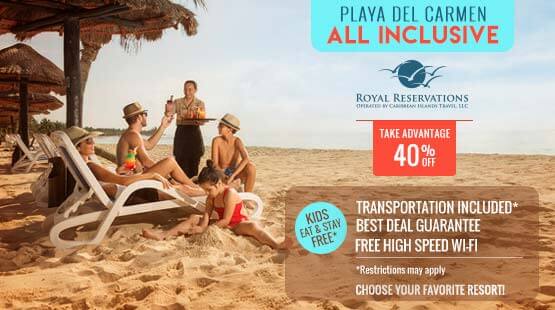 PLAYA DEL CARMEN
ALL INCLUSIVE
ROYAL RESERVATIONS
OPERATED BY CARIBBEAN ISLANDS TRAVEL, LLC
TAKE ADVANTAGE
40% OFF
KIDS
EAT & STAY
FREE*
TRANSPORTATION INCLUDED*
BEST DEAL GUARANTEE
FREE HIGH SPEED WI-FI
*Restrictions may apply
CHOOSE YOUR FAVORITE RESORT!